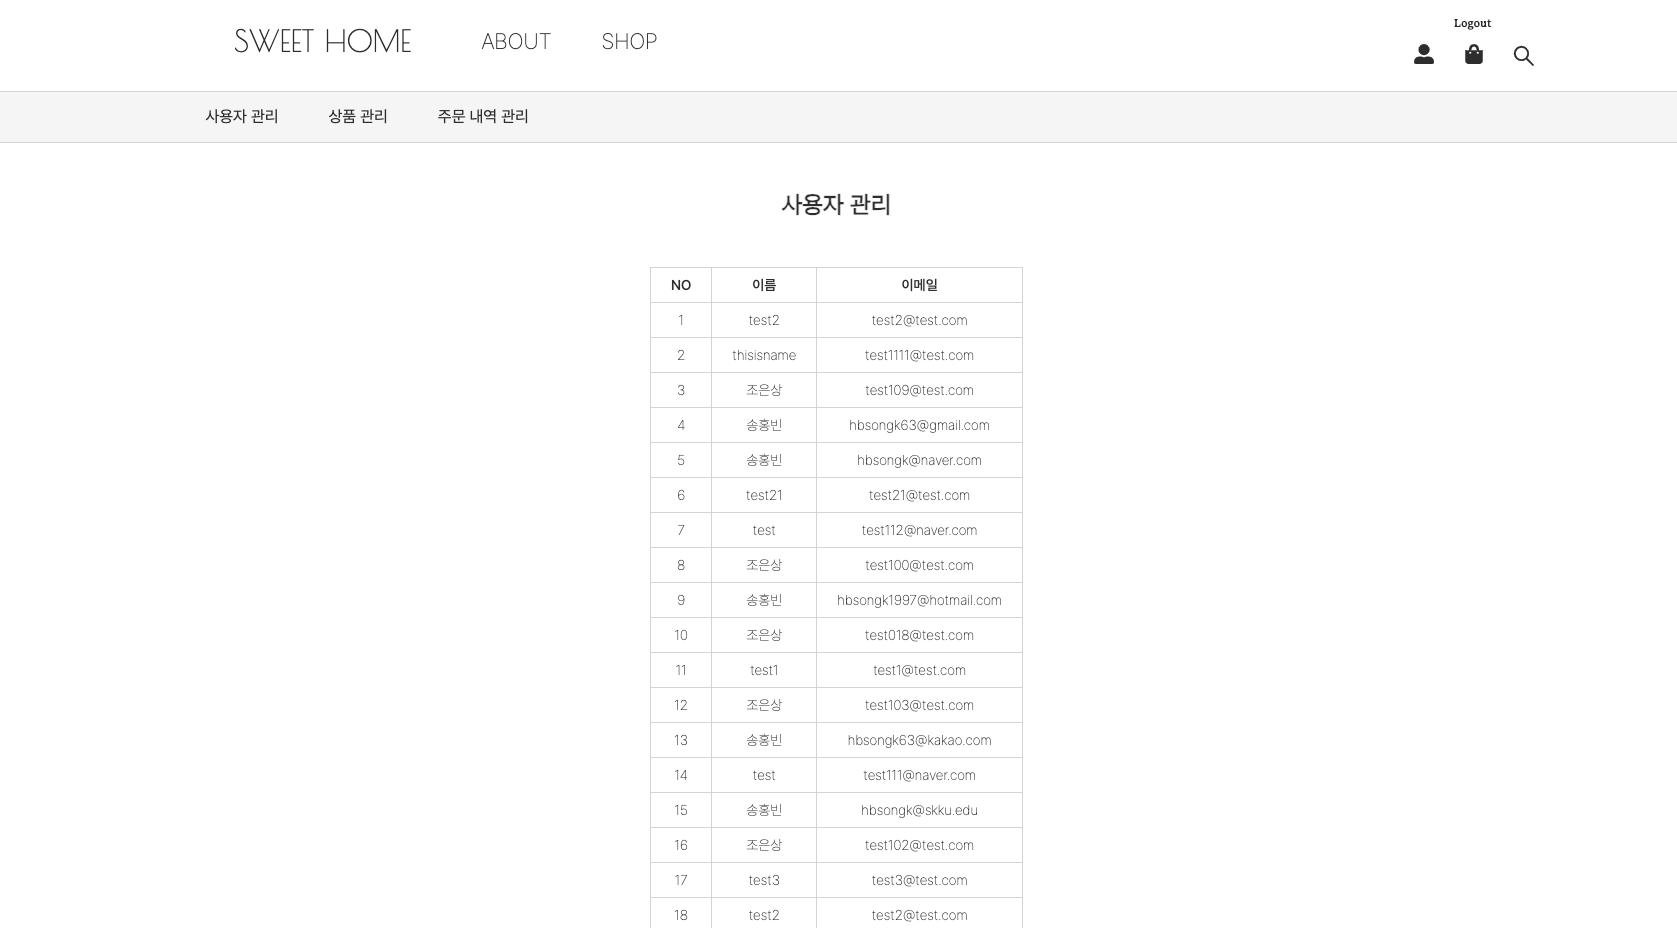 Logout
SWEET HOME ABOUT SHOP
사용자 관리 상품 관리 주문 내역 관리
사용자 관리
NO 이름 이메일
1 test2 test2@test.com
2 thisisname test1111@test.com
3 조은상 test109@test.com
4 송홍빈 hbsongk63@gmail.com
5 송홍빈 hbsongk@naver.com
6 test21 test21@test.com
7 test test112@naver.com
8 조은상 test100@test.com
9 송홍빈 hbsongk1997@hotmail.com
10 조은상 test018@test.com
11 test1 test1@test.com
12 조은상 test103@test.com
13 송홍빈 hbsongk63@kakao.com
14 test test111@naver.com
15 송홍빈 hbsongk@skku.edu
16 조은상 test102@test.com
17 test3 test3@test.com
18 test2 test2@test.com